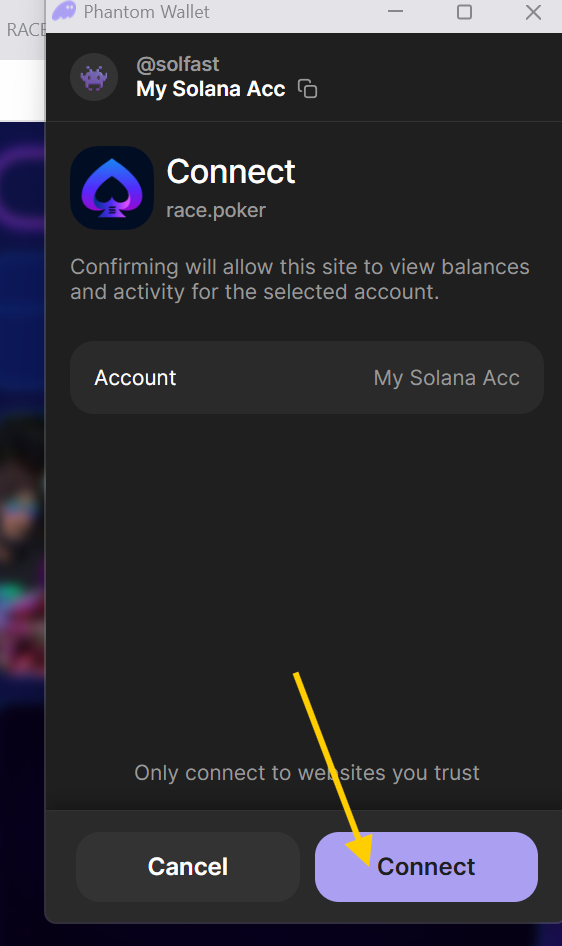 Phantom Wallet
RACE
@solfast
My Solana Acc
Connect
race.poker
Confirming will allow this site to view balances
and activity for the selected account.
Account My Solana Acc
Only connect to websites you trust
Cancel Connect